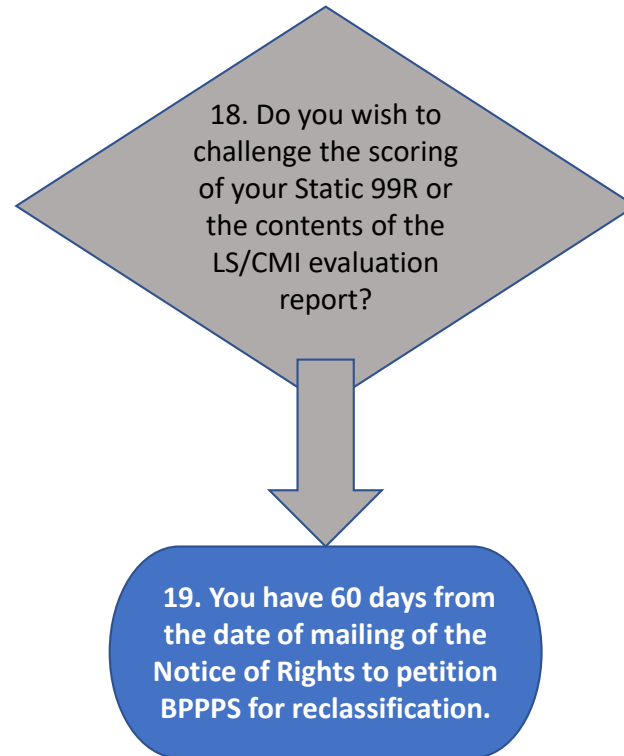 18. Do you wish to
challenge the scoring
of your Static 99R or
the contents of the
LS/CMI evaluation
report?
19. You have 60 days from
the date of mailing of the
Notice of Rights to petition
BPPPS for reclassification.